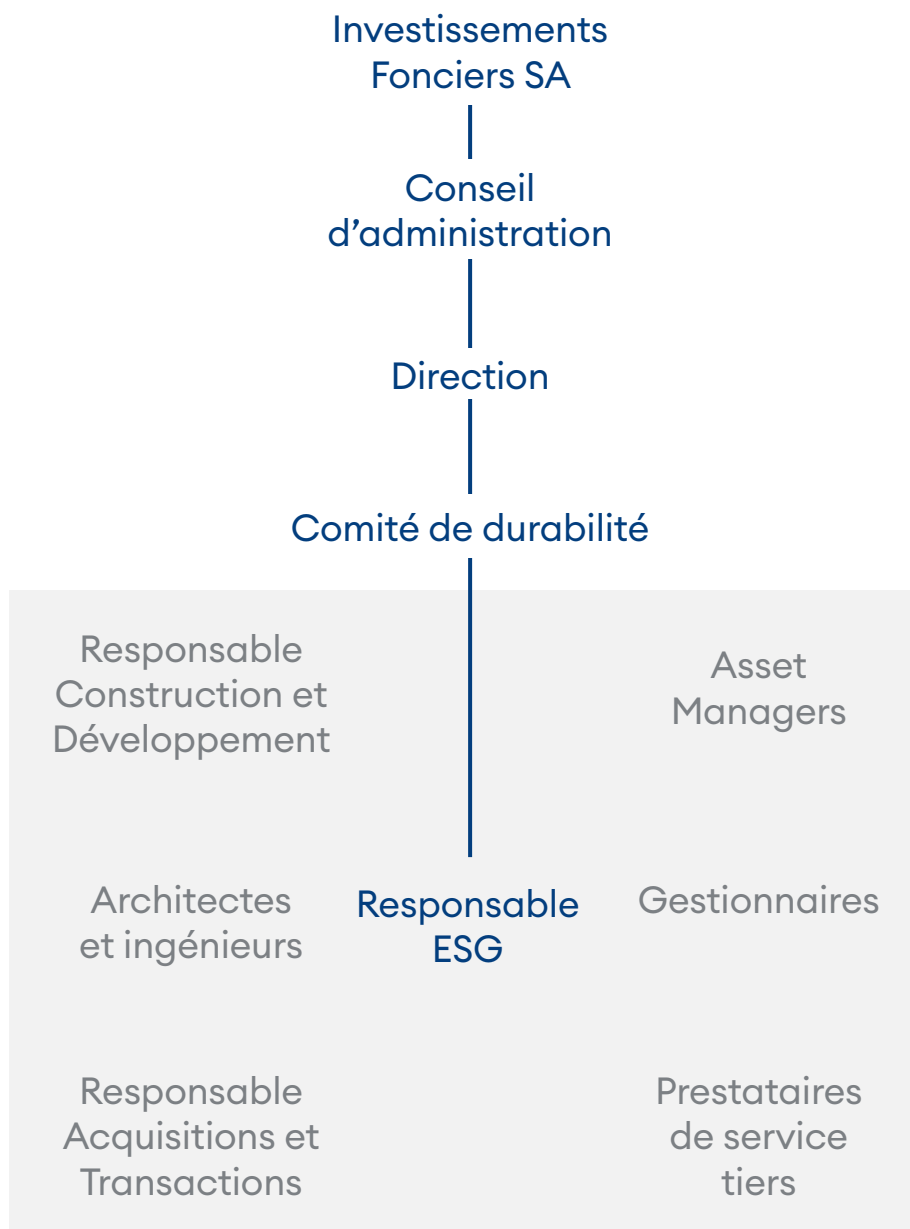 Investissements
Fonciers SA
Conseil
d’administration
Direction
Comité de durabilité
Responsable
Construction et
Développement
Asset
Managers
Architectes
et ingénieurs
Responsable
ESG
Gestionnaires
Responsable
Acquisitions et
Transactions
Prestataires
de service
tiers